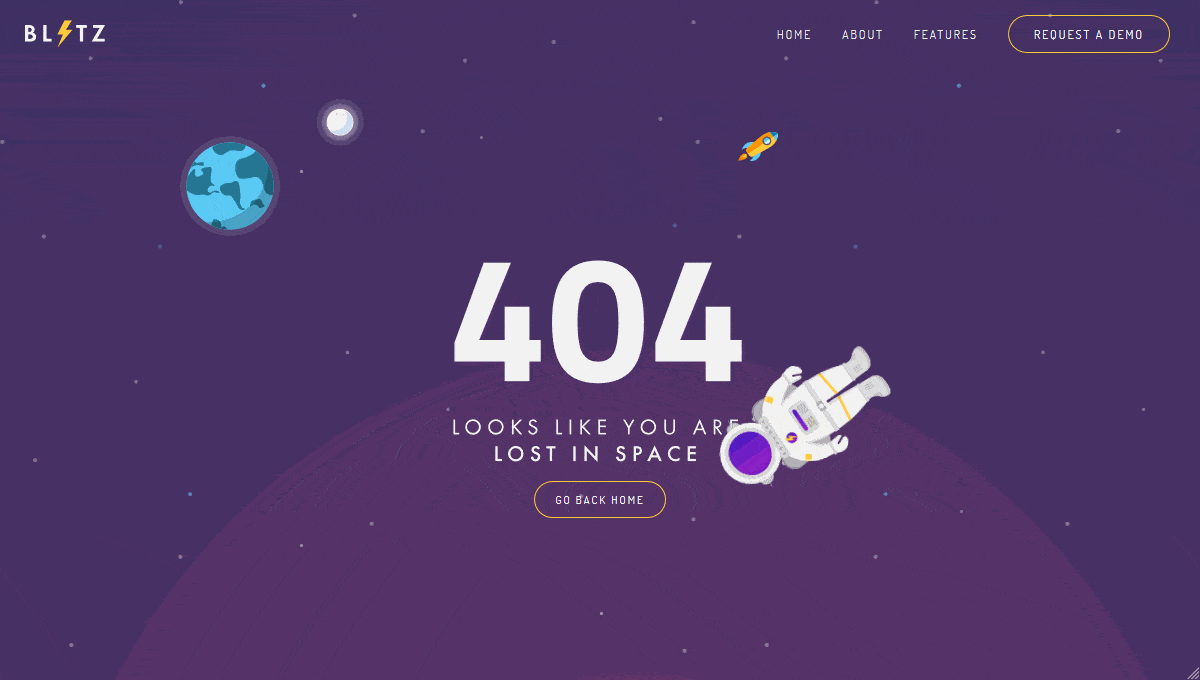 BLITZ
HOME ABOUT FEATURES REQUEST A DEMO
404
LOOKS LIKE YOU ARE
LOST IN SPACE
GO BACK HOME